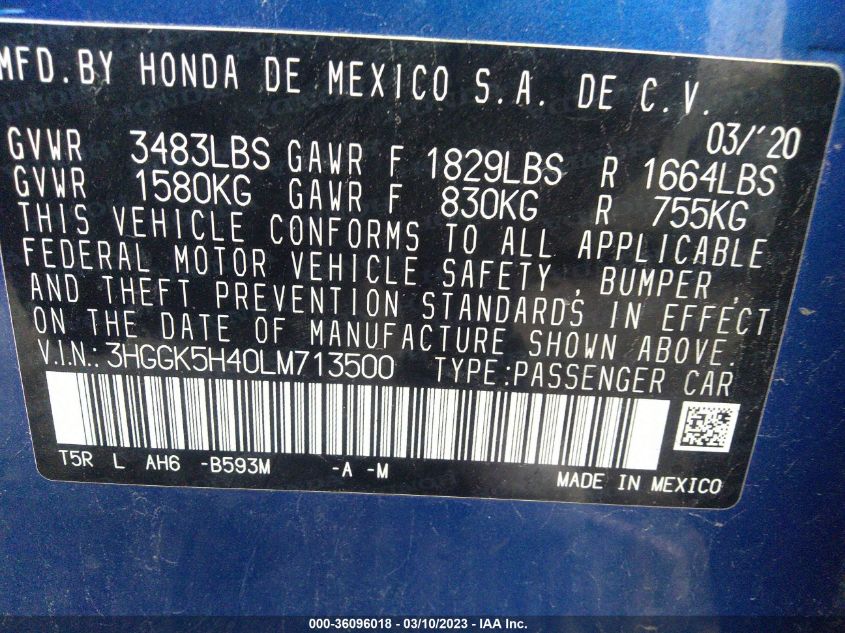 MFD.BY HONDA DE MEXICO S.A. DE C.V.
03/'20
GVWR 3483LBS GAWR F 1829LBS R 1664LBS
GVWR 1580KG GAWR F 830KG R 755KG
THIS VEHICLE CONFORMS TO ALL APPLICABLE
FEDERAL MOTOR VEHICLE SAFETY, BUMPER,
AND THEFT PREVENTION STANDARDS IN EFFECT
ON THE DATE OF MANUFACTURE SHOWN ABOVE.
V.I.N.: 3HGGK5H40LM713500 TYPE:PASSENGER CAR
T5R L AH6 -B593M -A -M MADE IN MEXICO
000-36096018 - 03/10/2023 - IAA Inc.